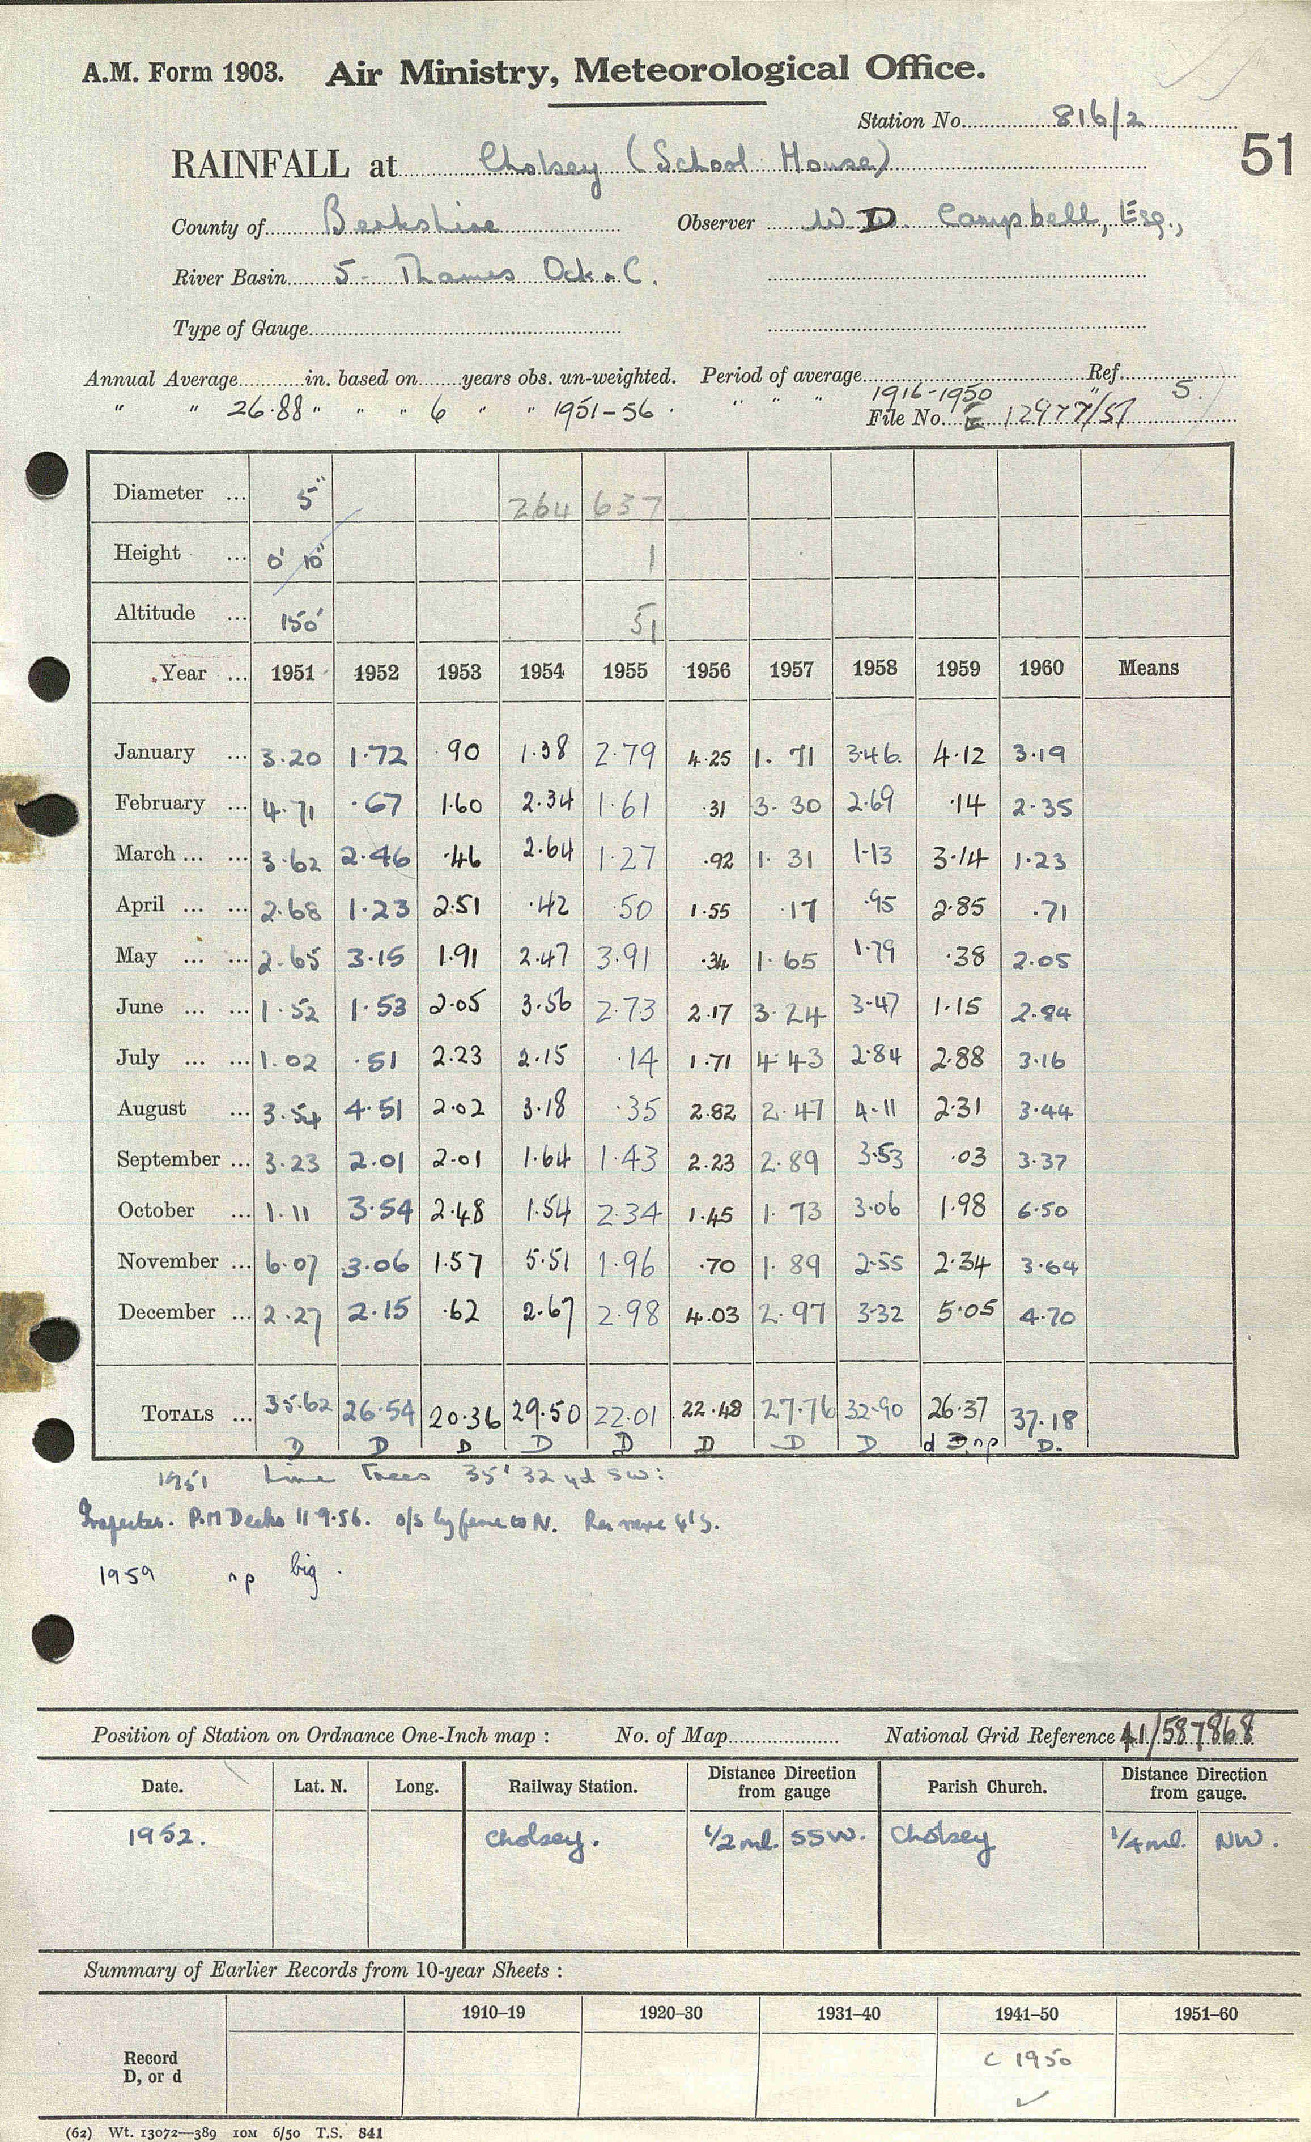 A.M. Form 1903. Air Ministry, Meteorological Office.
Station No. 816/2
51
RAINFALL at Cholsey (School House)
County of Berkshire Observer W. D. Campbell, Esq.,
River Basin 5 - Thames Ock &C.
Type of Gauge
Annual Average in. based on years obs. un-weighted. Period of average Ref.
" " 26.88 " " " 6 " " 1951-56. " " " 1916-1950 " 5.
File No. E 12977/57
Diameter ... 5" 264 637
Height ... 0' 10" 1
Altitude ... 150' 51
Year ... 1951 1952 1953 1954 1955 1956 1957 1958 1959 1960 Means
January ... 3.20 1.72 .90 1.38 2.79 4.25 1.71 3.46 4.12 3.19
February ... 4.71 .67 1.60 2.34 1.61 .31 3.30 2.69 .14 2.35
March ... ... 3.62 2.46 .46 2.64 1.27 .92 1.31 1.13 3.14 1.23
April ... ... 2.68 1.23 2.51 .42 .50 1.55 .17 .95 2.85 .71
May ... ... 2.65 3.15 1.91 2.47 3.91 .34 1.65 1.79 .38 2.05
June ... ... 1.52 1.53 2.05 3.56 2.73 2.17 3.24 3.47 1.15 2.84
July ... ... 1.02 .51 2.23 2.15 .14 1.71 4.43 2.84 2.88 3.16
August ... 3.54 4.51 2.02 3.18 .35 2.82 2.47 4.11 2.31 3.44
September ... 3.23 2.01 2.01 1.64 1.43 2.23 2.89 3.53 .03 3.37
October ... 1.11 3.54 2.48 1.54 2.34 1.45 1.73 3.06 1.98 6.50
November ... 6.07 3.06 1.57 5.51 1.96 .70 1.89 2.55 2.34 3.64
December ... 2.27 2.15 .62 2.67 2.98 4.03 2.97 3.32 5.05 4.70
TOTALS ... 35.62 26.54 20.36 29.50 22.01 22.48 27.76 32.90 26.37 37.18
D D D D D D D D d D np D.
1951 Lime Trees 35' 32 yd SW:
Inspector. P.M Deeks 11.9.56. o/s by fence to N. Remove 4' S.
1959 np big.
Position of Station on Ordnance One-Inch map : No. of Map National Grid Reference 41/587868
Date. Lat. N. Long. Railway Station. Distance Direction from gauge Parish Church. Distance Direction from gauge.
1952. Cholsey. 1/2 ml. SSW. Cholsey 1/4 ml. NW.
Summary of Earlier Records from 10-year Sheets :
1910-19 1920-30 1931-40 1941-50 1951-60
Record D, or d C 1950
(62) Wt. 13072—389 10M 6/50 T.S. 841